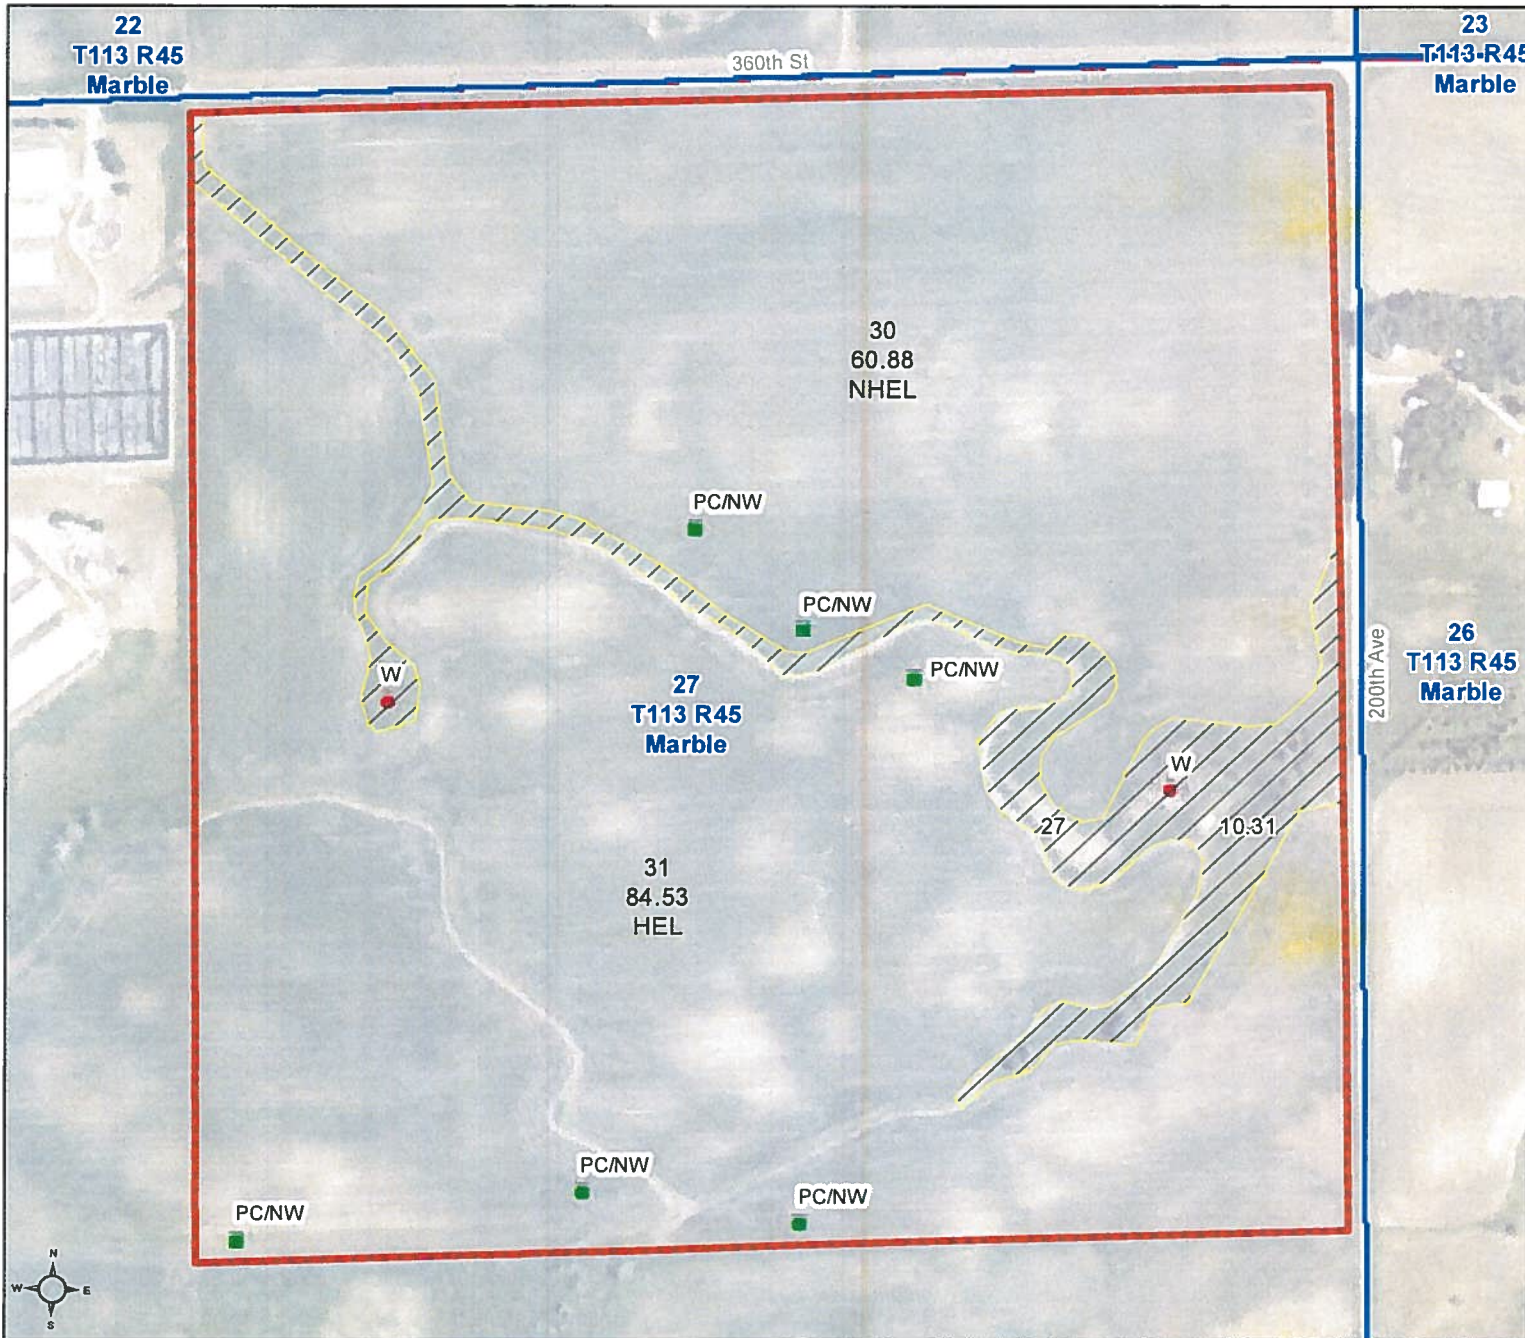 22
T113 R45
Marble
360th St
23
T113-R45
Marble
30
60.88
NHEL
PC/NW
PC/NW
PC/NW
W
27
T113 R45
Marble
200th Ave
26
T113 R45
Marble
W
27
10.31
31
84.53
HEL
PC/NW
PC/NW
PC/NW
N
W
E
S